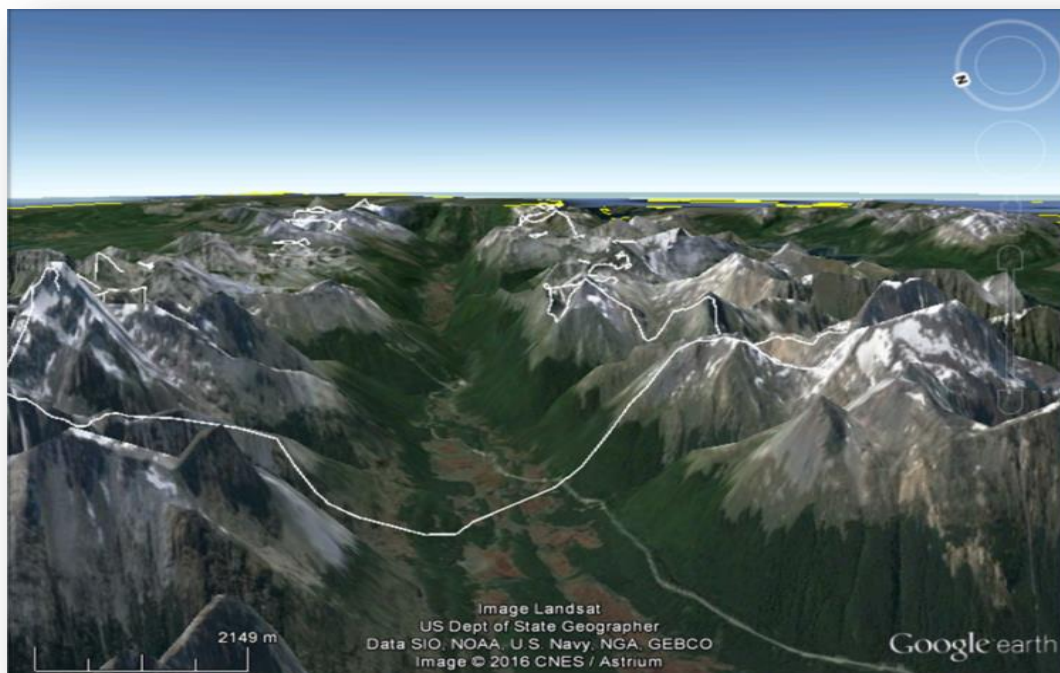 N
2149 m
Image Landsat
US Dept of State Geographer
Data SIO, NOAA, U.S. Navy, NGA, GEBCO
Image © 2016 CNES / Astrium
Google earth